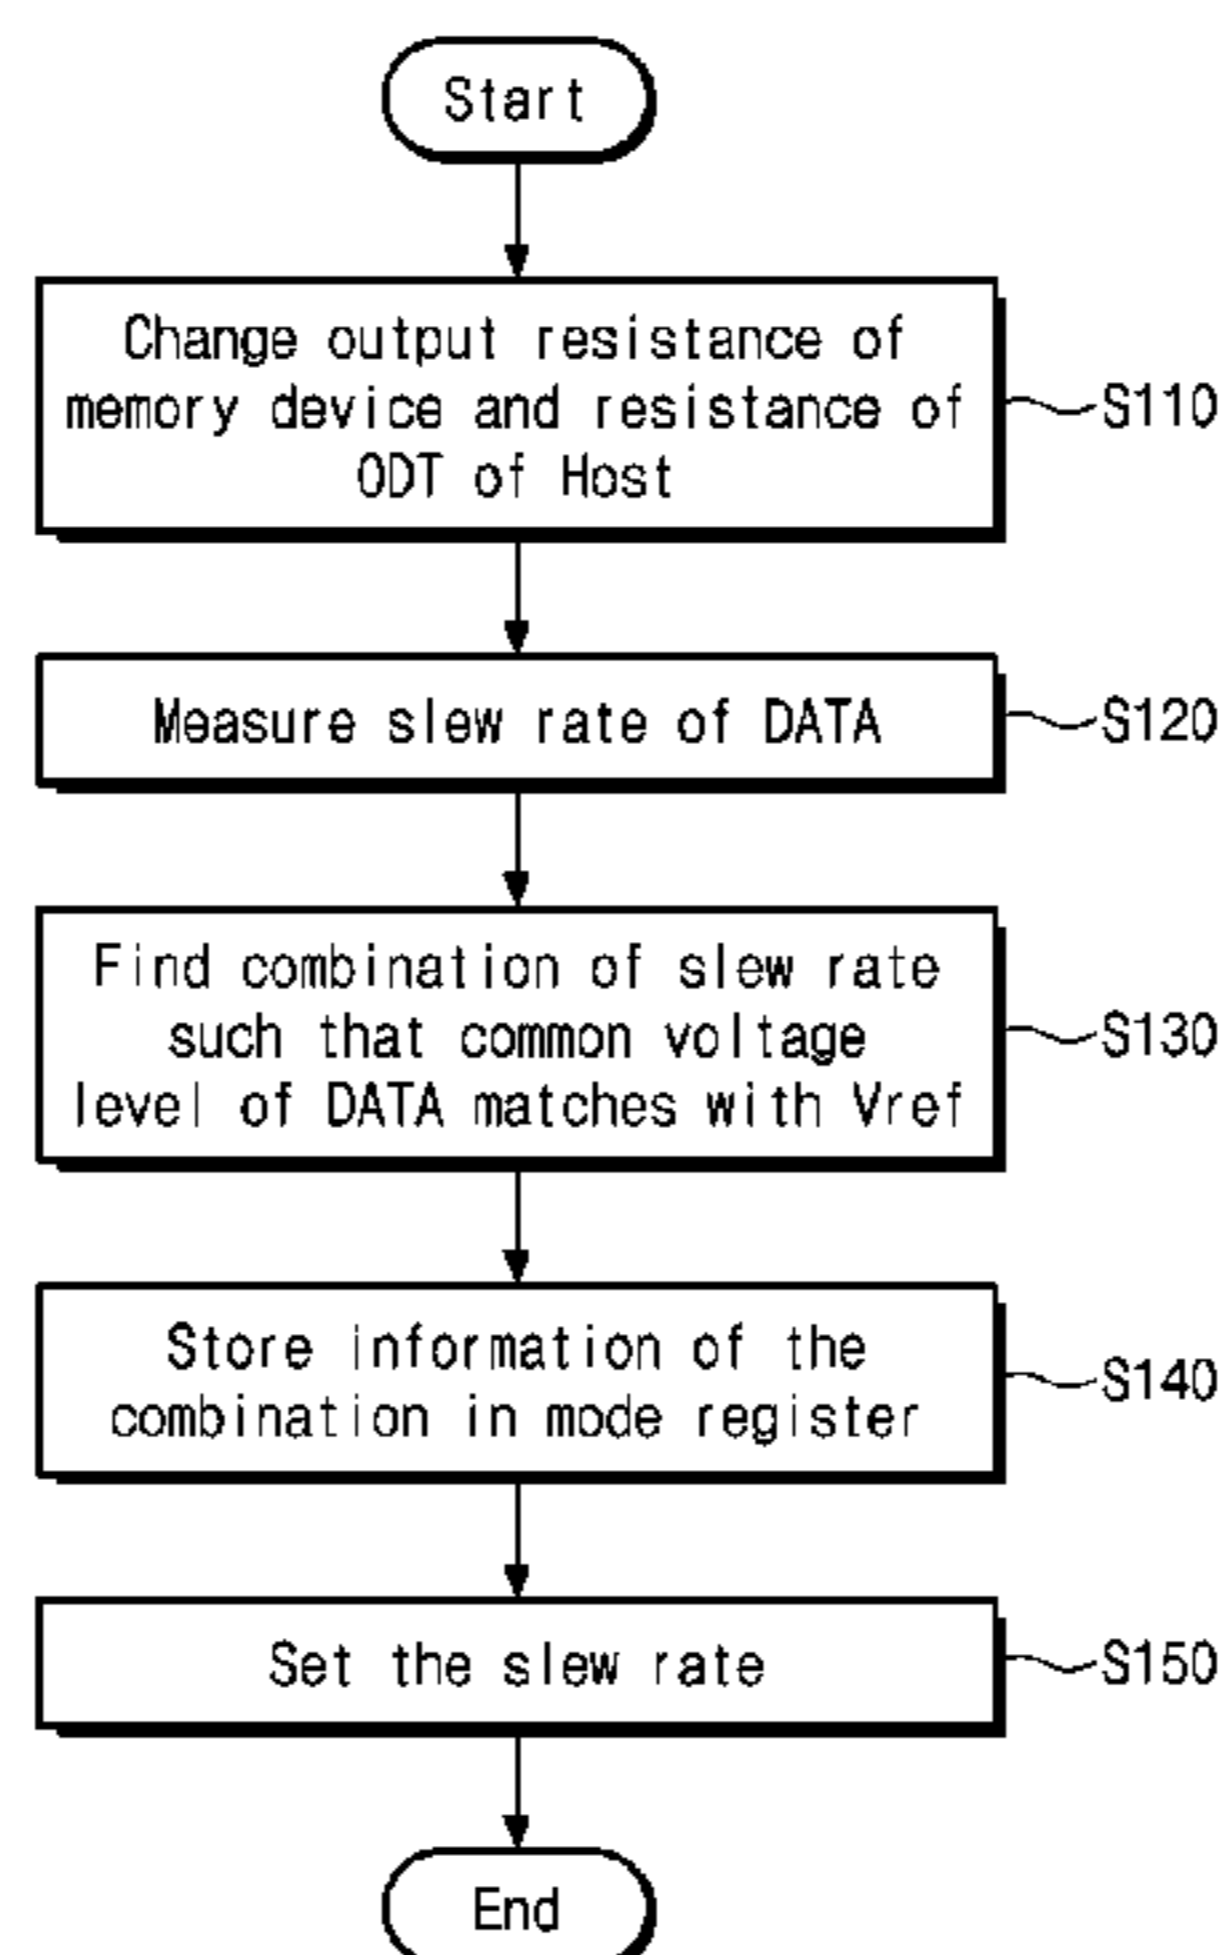 Start
Change output resistance of
memory device and resistance of
ODT of Host
S110
Measure slew rate of DATA
S120
Find combination of slew rate
such that common voltage
level of DATA matches with Vref
S130
Store information of the
combination in mode register
S140
Set the slew rate
S150
End